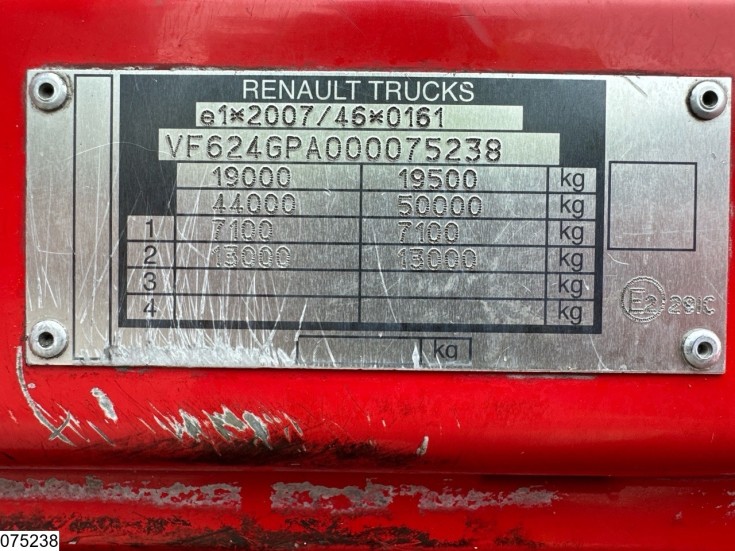 RENAULT TRUCKS
e1*2007/46*0161
VF624GPA000075238
19000 19500 kg
44000 50000 kg
1 7100 7100 kg
2 13000 13000 kg
3 kg
4 kg
kg
E2 291C
075238